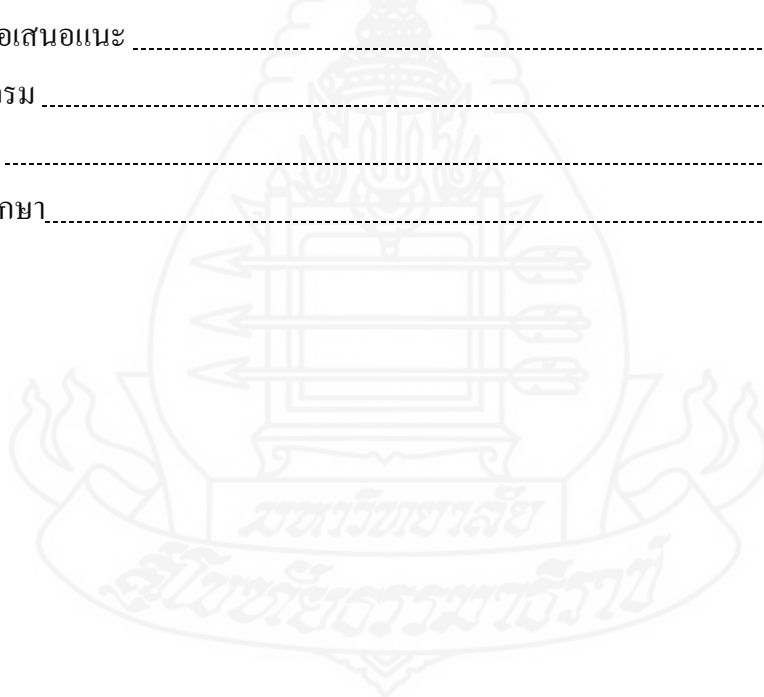 อเสนอแนะ
รม
กษา
มหาวิทยาลัย
สุโขทัยธรรมาธิราช